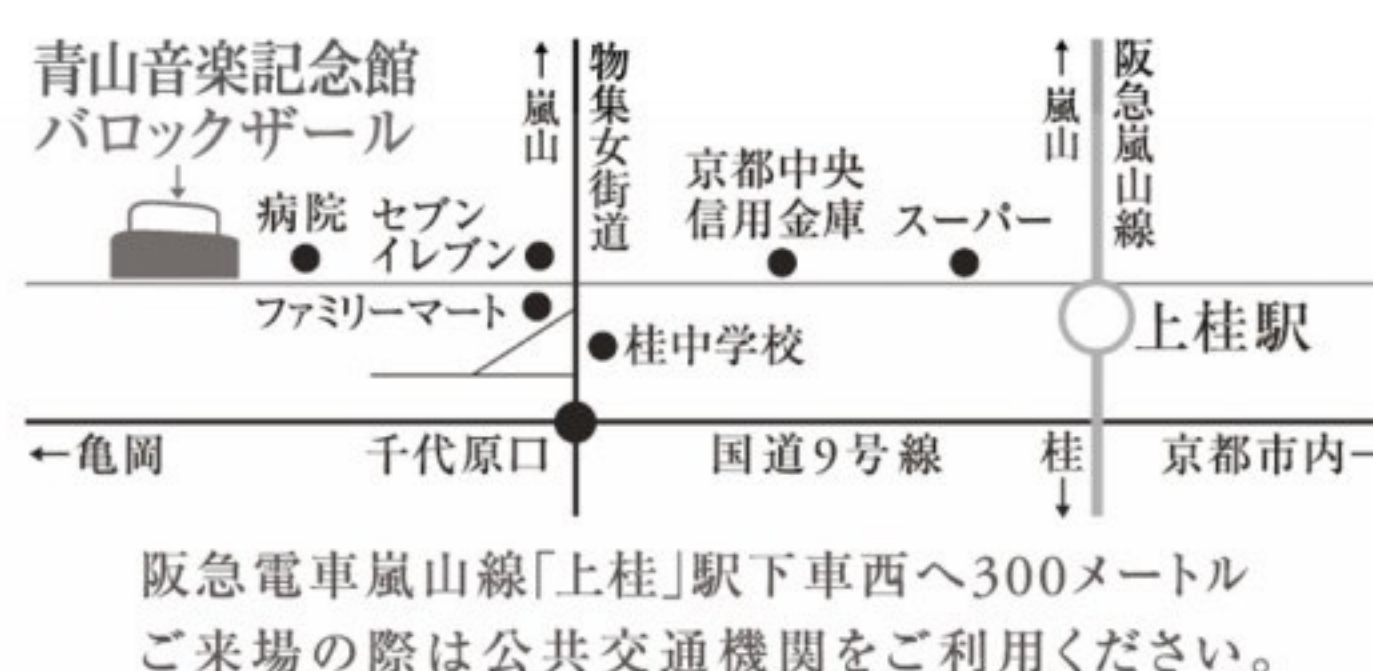 青山音楽記念館
バロックザール
↑嵐山
物集女街道
↑嵐山
阪急嵐山線
病院
セブン
イレブン
京都中央
信用金庫
スーパー
ファミリーマート
桂中学校
上桂駅
←亀岡
千代原口
国道9号線
桂↓
京都市内
阪急電車嵐山線「上桂」駅下車西へ300メートル
ご来場の際は公共交通機関をご利用ください。